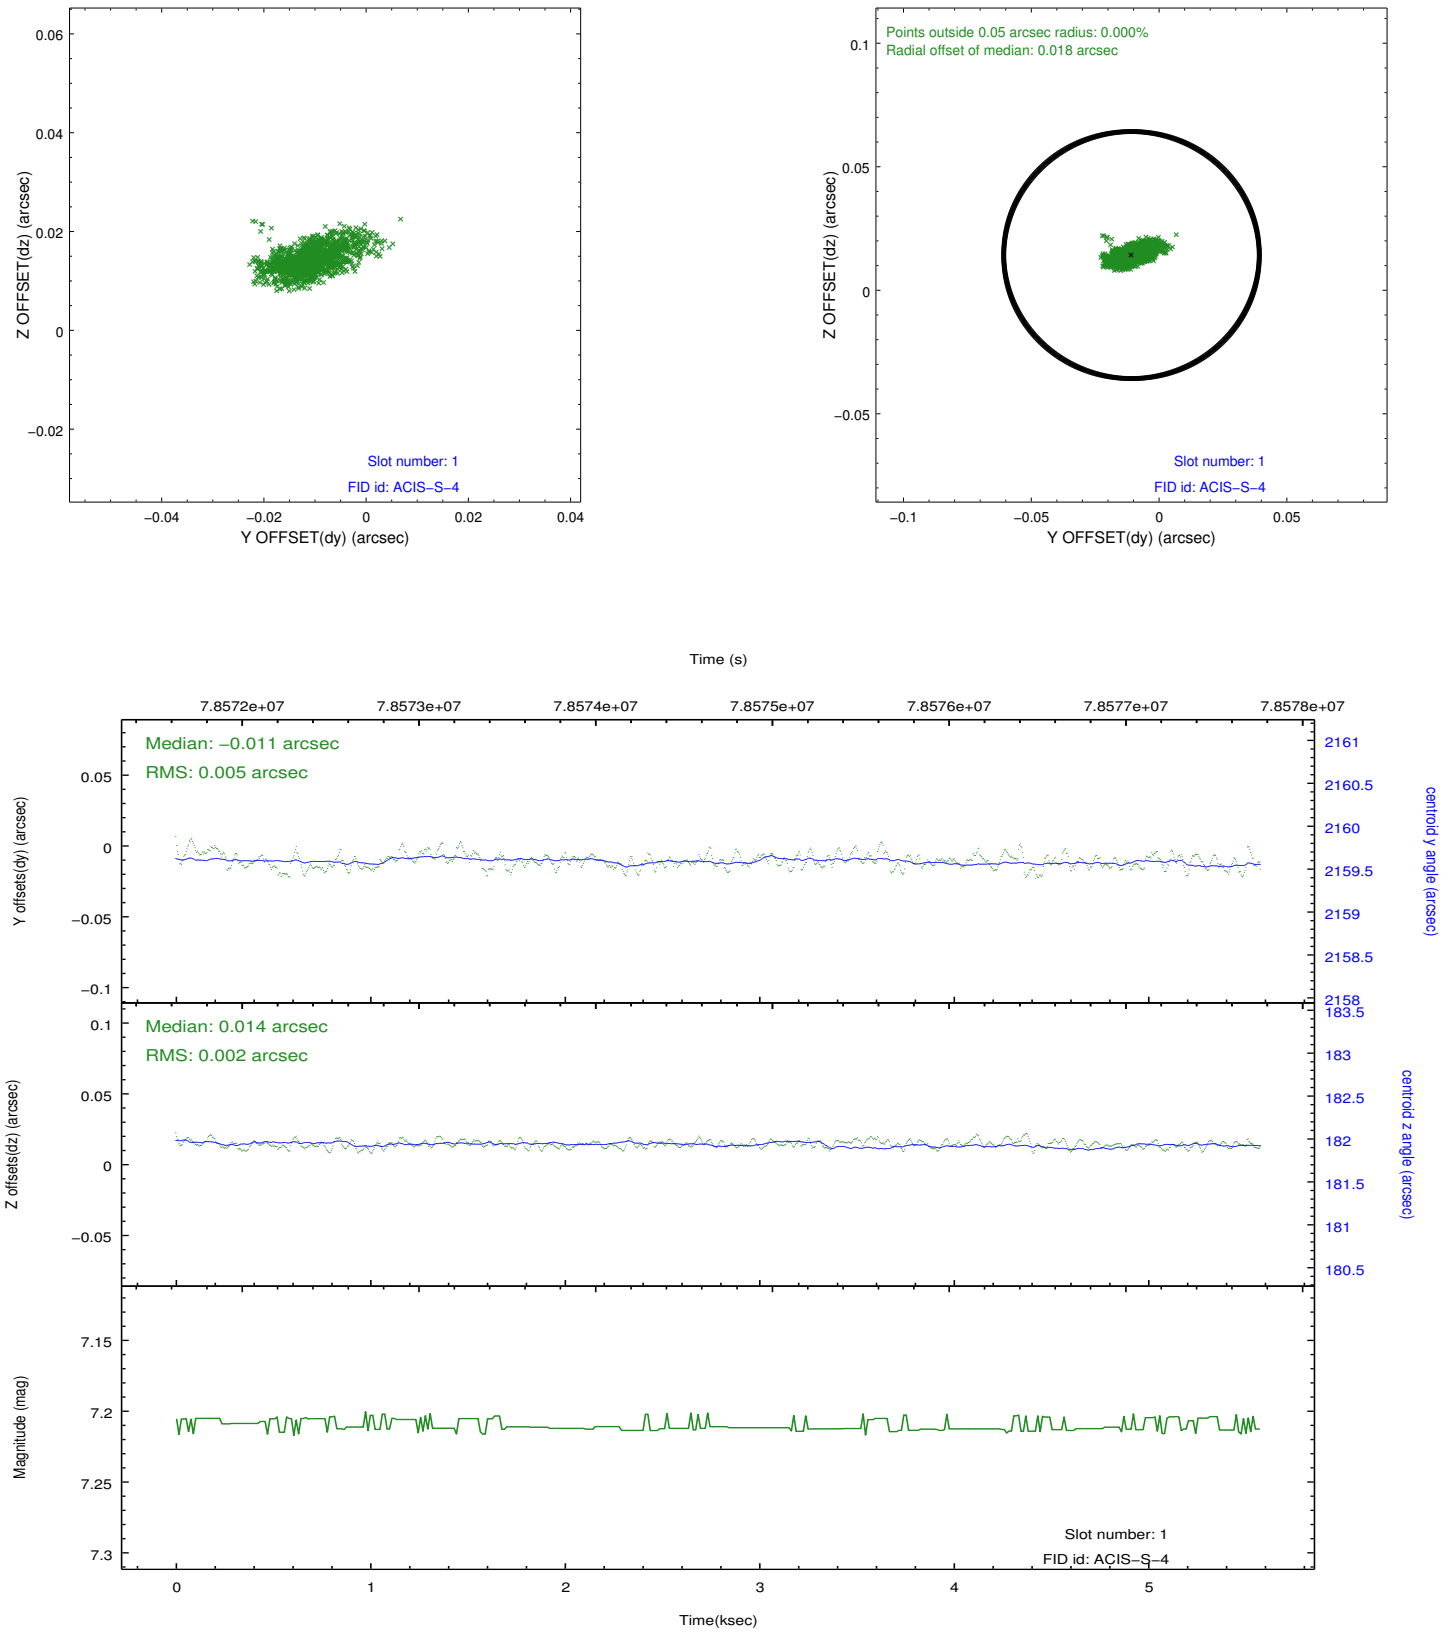 0.06
0.04
0.02
0
−0.02
Z OFFSET(dz) (arcsec)
Slot number: 1
FID id: ACIS−S−4
−0.04
−0.02
0
0.02
0.04
Y OFFSET(dy) (arcsec)
Points outside 0.05 arcsec radius: 0.000%
Radial offset of median: 0.018 arcsec
0.1
0.05
0
−0.05
Z OFFSET(dz) (arcsec)
Slot number: 1
FID id: ACIS−S−4
−0.1
−0.05
0
0.05
Y OFFSET(dy) (arcsec)
Time (s)
7.8572e+07
7.8573e+07
7.8574e+07
7.8575e+07
7.8576e+07
7.8577e+07
7.8578e+07
Median: −0.011 arcsec
RMS: 0.005 arcsec
0.05
0
−0.05
−0.1
Y offsets(dy) (arcsec)
2161
2160.5
2160
2159.5
2159
2158.5
2158
centroid y angle (arcsec)
Median: 0.014 arcsec
RMS: 0.002 arcsec
0.1
0.05
0
−0.05
Z offsets(dz) (arcsec)
183.5
183
182.5
182
181.5
181
180.5
centroid z angle (arcsec)
7.15
7.2
7.25
7.3
Magnitude (mag)
Slot number: 1
FID id: ACIS−S−4
0
1
2
3
4
5
Time(ksec)